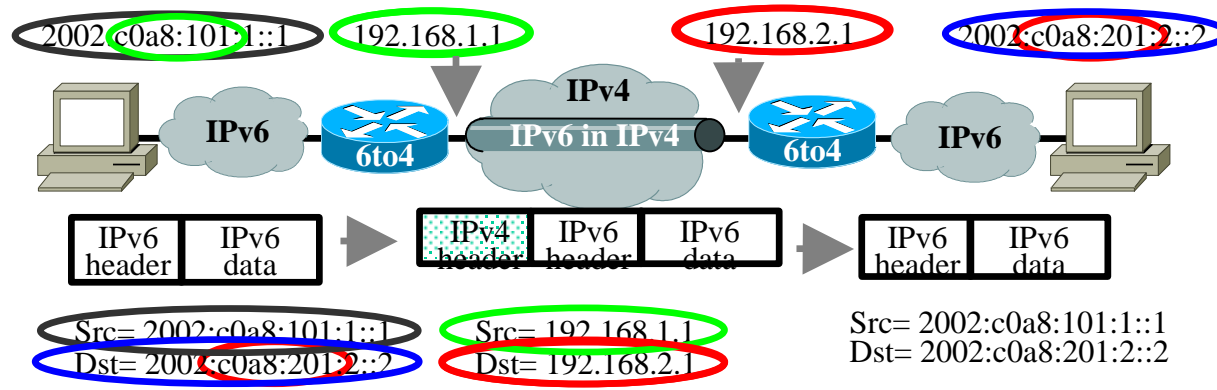 2002:c0a8:101:1::1
192.168.1.1
192.168.2.1
2002:c0a8:201:2::2
IPv4
IPv6
IPv6 in IPv4
IPv6
6to4
6to4
IPv6 header
IPv6 data
IPv4 header
IPv6 header
IPv6 data
IPv6 header
IPv6 data
Src= 2002:c0a8:101:1::1
Dst= 2002:c0a8:201:2::2
Src= 192.168.1.1
Dst= 192.168.2.1
Src= 2002:c0a8:101:1::1
Dst= 2002:c0a8:201:2::2